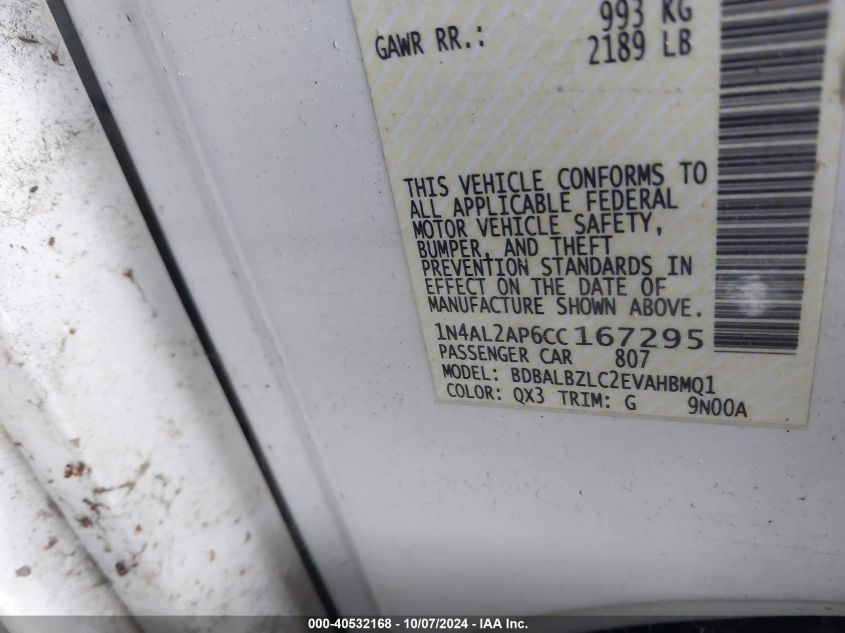 993 KG
GAWR RR.: 2189 LB
THIS VEHICLE CONFORMS TO
ALL APPLICABLE FEDERAL
MOTOR VEHICLE SAFETY,
BUMPER, AND THEFT
PREVENTION STANDARDS IN
EFFECT ON THE DATE OF
MANUFACTURE SHOWN ABOVE.
1N4AL2AP6CC167295
PASSENGER CAR 807
MODEL: BDBALBZLC2EVAHBMQ1
COLOR: QX3 TRIM: G 9N00A
000-40532168 - 10/07/2024 - IAA Inc.